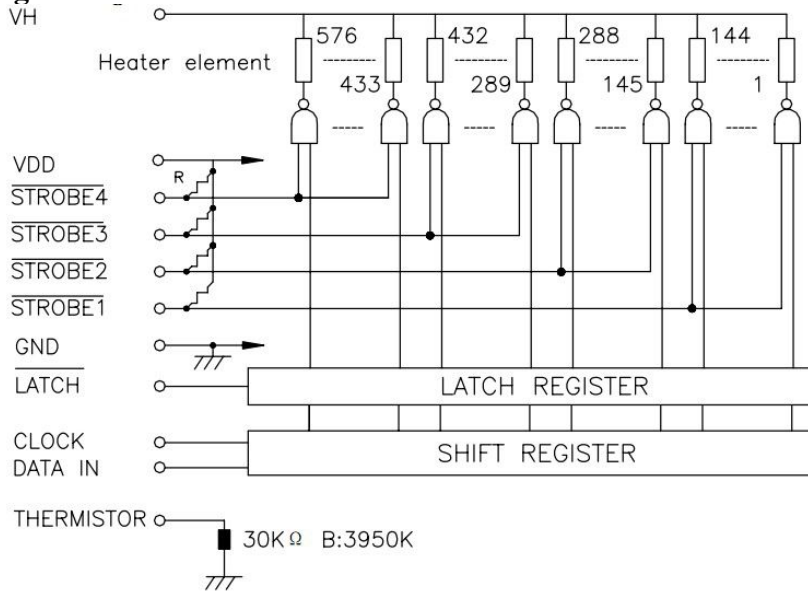 VH
576 432 288 144
Heater element
433 289 145 1
VDD
R
STROBE4
STROBE3
STROBE2
STROBE1
GND
LATCH
LATCH REGISTER
CLOCK
SHIFT REGISTER
DATA IN
THERMISTOR
30KΩ B:3950K